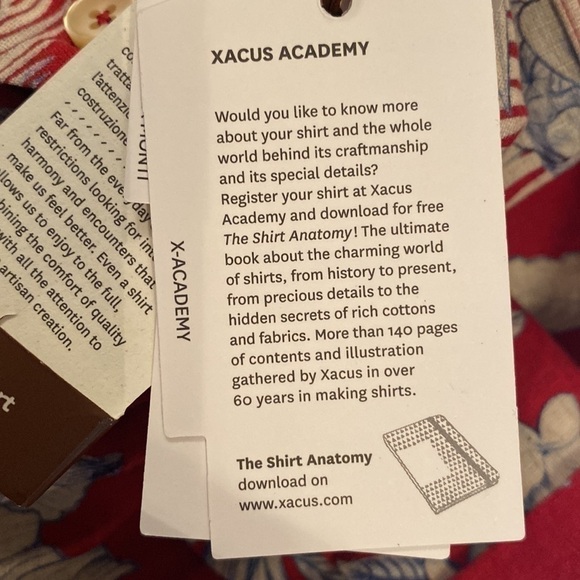 XACUS ACADEMY
Would you like to know more
about your shirt and the whole
world behind its craftmanship
and its special details?
Register your shirt at Xacus
Academy and download for free
The Shirt Anatomy! The ultimate
book about the charming world
of shirts, from history to present,
from precious details to the
hidden secrets of rich cottons
and fabrics. More than 140 pages
of contents and illustration
gathered by Xacus in over
60 years in making shirts.
The Shirt Anatomy
download on
www.xacus.com
X-ACADEMY
tratta
l'attenzi
costruzione
Far from the everyday
restrictions looking for
harmony and encounters that
make us feel better. Even a shirt
llows us to enjoy to the full,
bining the comfort of quality
with all the attention to
artisan creation.